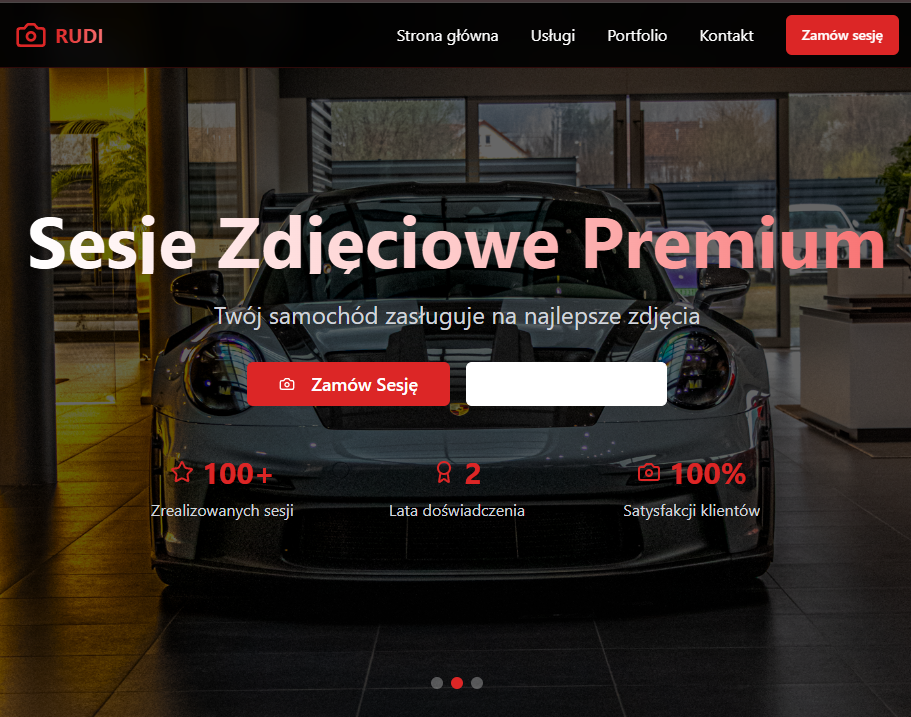 RUDI
Strona główna Usługi Portfolio Kontakt Zamów sesję
Sesje Zdjęciowe Premium
Twój samochód zasługuje na najlepsze zdjęcia
Zamów Sesję
100+ 2 100%
Zrealizowanych sesji Lata doświadczenia Satysfakcji klientów